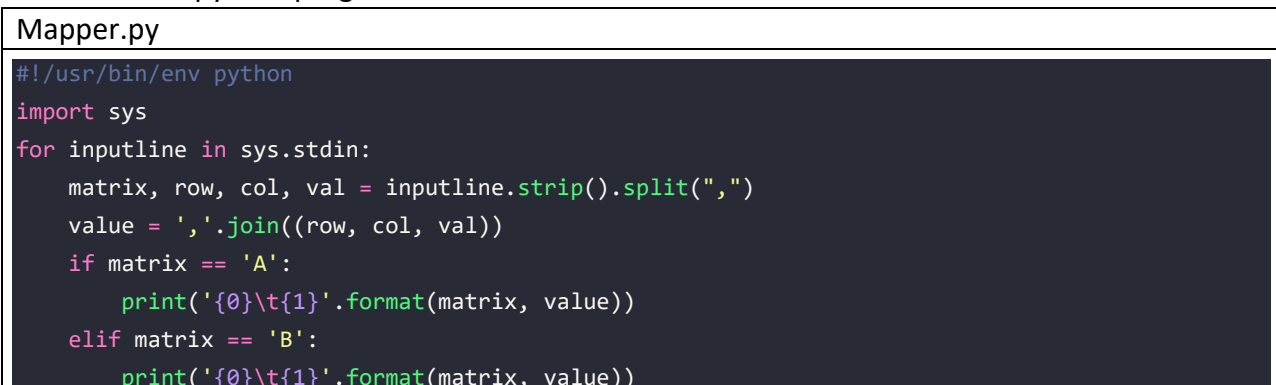 Mapper.py
#!/usr/bin/env python
import sys
for inputline in sys.stdin:
    matrix, row, col, val = inputline.strip().split(",")
    value = ','.join((row, col, val))
    if matrix == 'A':
        print('{0}\t{1}'.format(matrix, value))
    elif matrix == 'B':
        print('{0}\t{1}'.format(matrix, value))